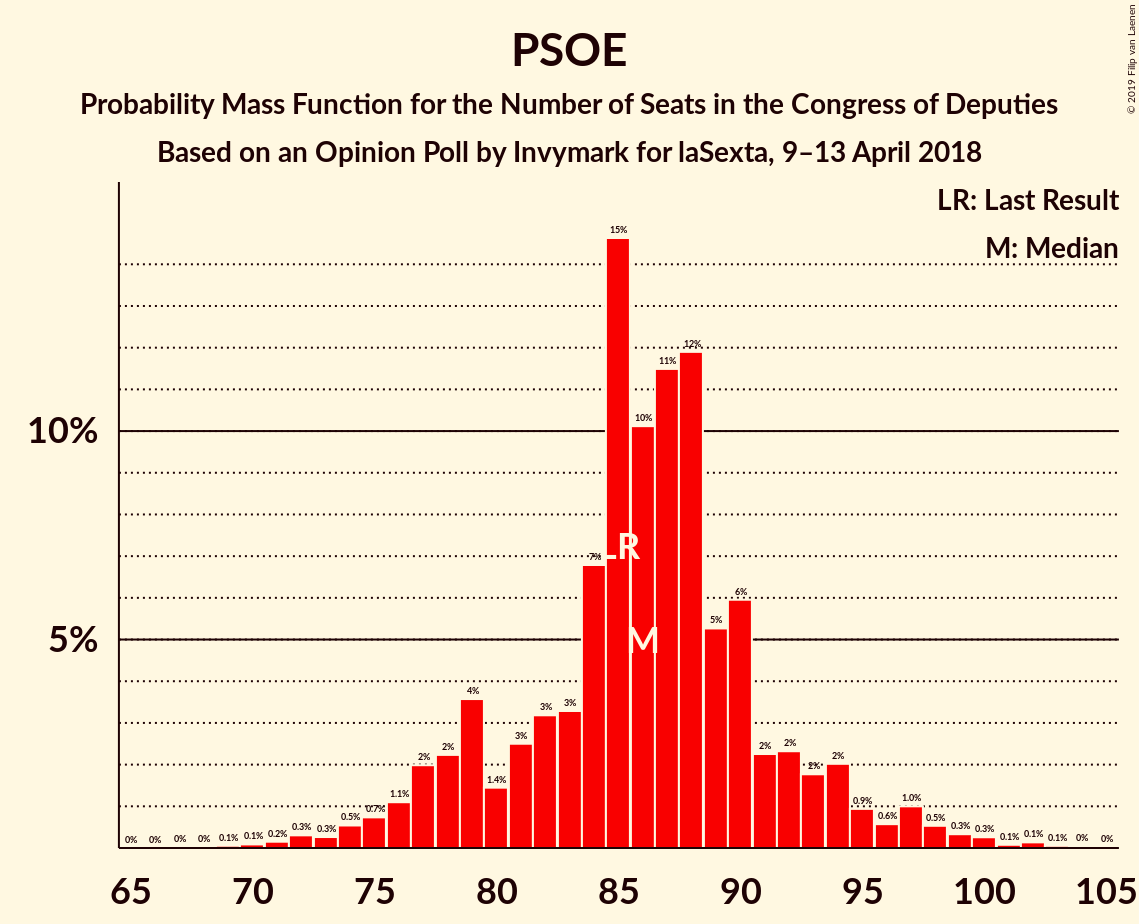 PSOE
Probability Mass Function for the Number of Seats in the Congress of Deputies
Based on an Opinion Poll by Invymark for laSexta, 9–13 April 2018
© 2019 Filip van Laenen
LR: Last Result
M: Median
10%
5%
0% 0% 0% 0% 0.1% 0.1% 0.2% 0.3% 0.3% 0.5% 0.7% 1.1% 2% 2% 4% 1.4% 3% 3% 3% 7% 15% 10% 11% 12% 5% 6% 2% 2% 2% 2% 0.9% 0.6% 1.0% 0.5% 0.3% 0.3% 0.1% 0.1% 0.1% 0% 0%
LR
M
65 70 75 80 85 90 95 100 105